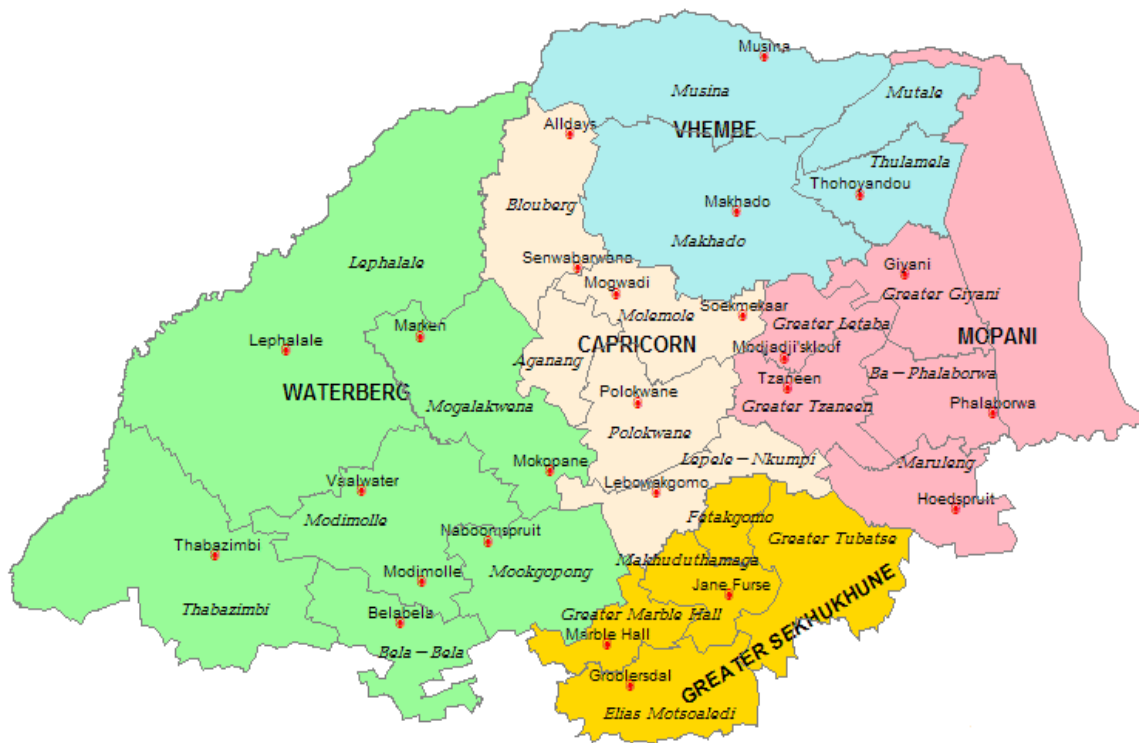 Musina
Musina
Mutale
Alldays
VHEMBE
Thulamela
Thohoyandou
Blouberg
Makhado
Makhado
Lephalale
Senwabarwana
Giyani
Mogwadi
Greater Giyani
Soekmekaar
Molemole
Greater Letaba
Marken
MOPANI
Lephalale
CAPRICORN
Modjadji'skloof
Aganang
Ba-Phalaborwa
Tzaneen
WATERBERG
Polokwane
Greater Tzaneen
Mogalakwena
Phalaborwa
Polokwane
Lepele-Nkumpi
Maruleng
Mokopane
Vaalwater
Lebowakgomo
Hoedspruit
Modimolle
Fetakgomo
Naboomspruit
Greater Tubatse
Thabazimbi
Makhuduthamaga
Mookgopong
Modimolle
Jane Furse
Thabazimbi
Belabela
Greater Marble Hall
GREATER SEKHUKHUNE
Marble Hall
Bela-Bela
Groblersdal
Elias Motsoaledi